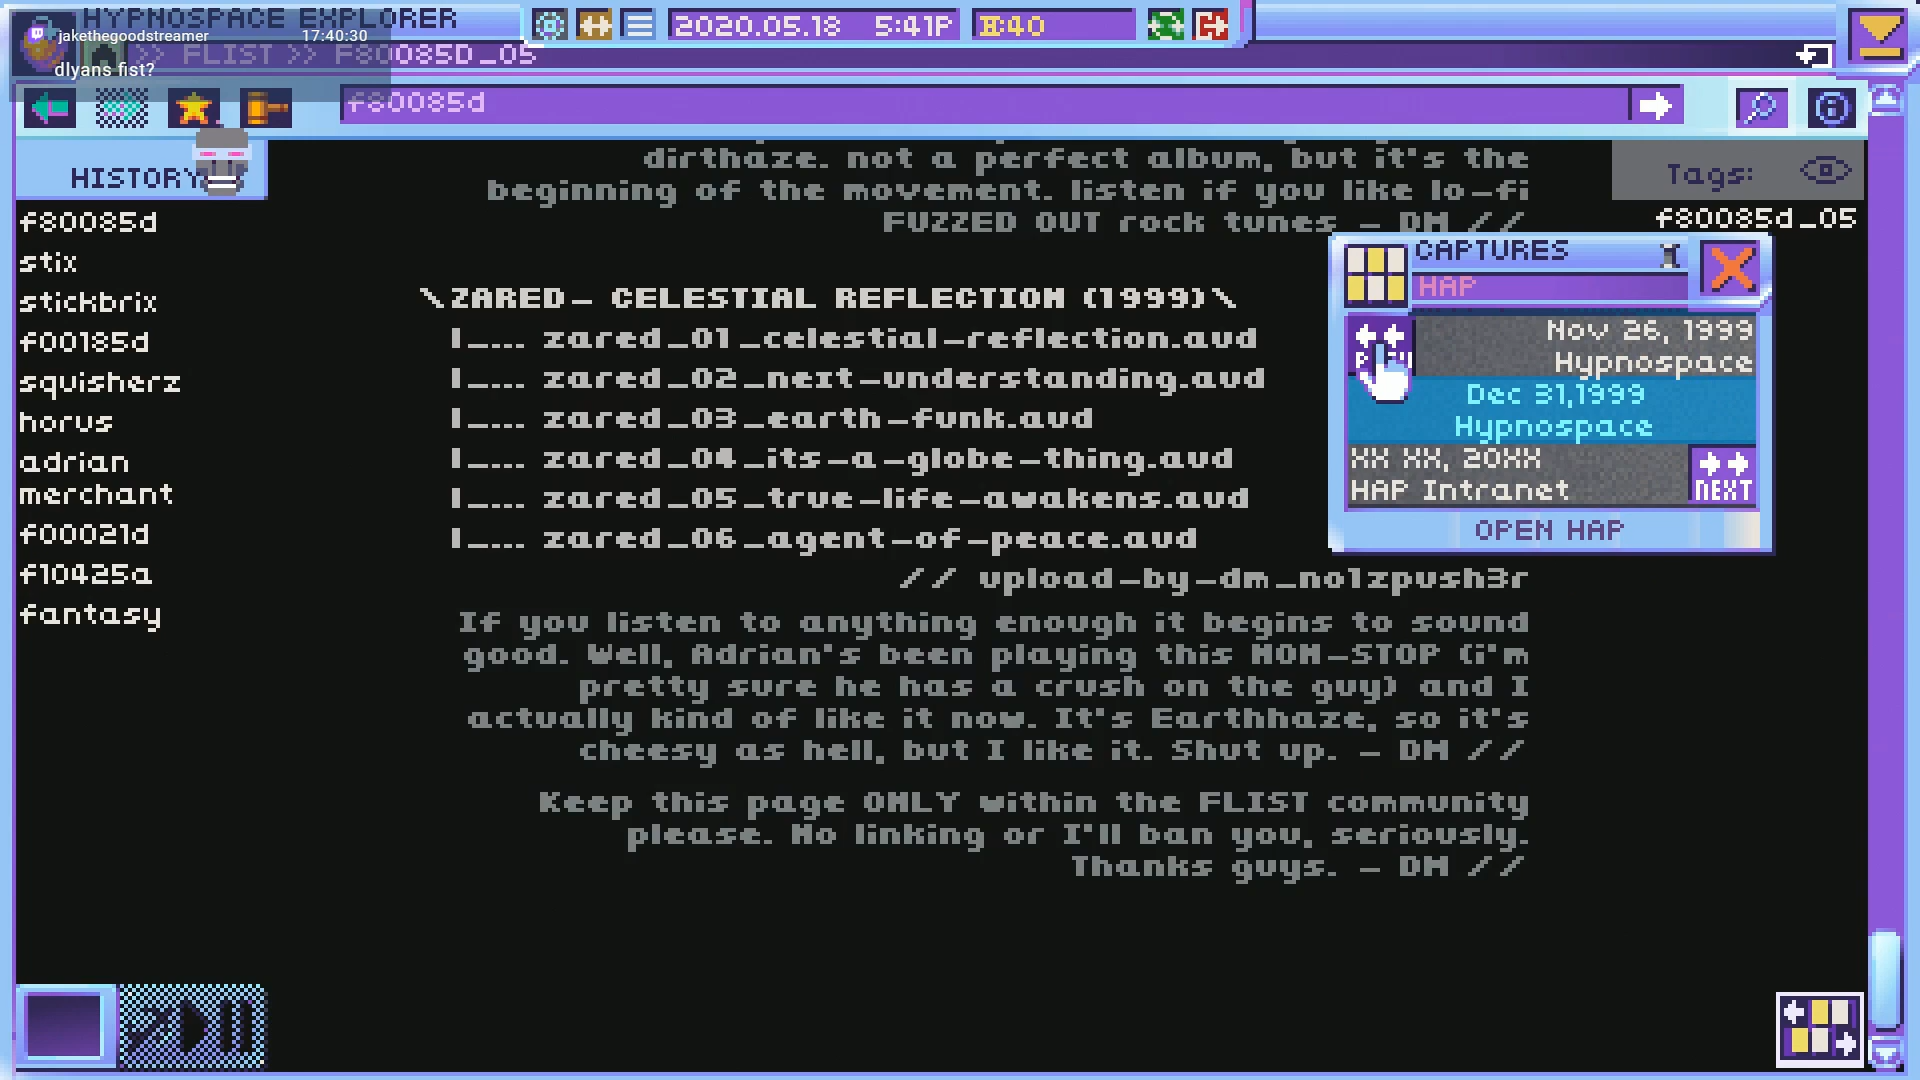 HYPNOSPACE EXPLORER
2020.05.18 5:41P
40
jakethegoodstreamer 17:40:30
>> FLIST >> F80085D_05
dlyans fist?
f80085d
HISTORY
f80085d
stix
stickbrix
f00185d
squisherz
horus
adrian
merchant
f00021d
f10425a
fantasy
dirthaze. not a perfect album, but it's the
beginning of the movement. listen if you like lo-fi
FUZZED OUT rock tunes - DM //
\ZARED- CELESTIAL REFLECTION (1999)\
|_... zared_01_celestial-reflection.aud
|_... zared_02_next-understanding.aud
|_... zared_03_earth-funk.aud
|_... zared_04_its-a-globe-thing.aud
|_... zared_05_true-life-awakens.aud
|_... zared_06_agent-of-peace.aud
// upload-by-dm_no1zpush3r
If you listen to anything enough it begins to sound
good. Well, Adrian's been playing this NON-STOP (i'm
pretty sure he has a crush on the guy) and I
actually kind of like it now. It's Earthhaze, so it's
cheesy as hell, but I like it. Shut up. - DM //
Keep this page ONLY within the FLIST community
please. No linking or I'll ban you, seriously.
Thanks guys. - DM //
Tags:
f80085d_05
CAPTURES
HAP
Nov 26, 1999
Hypnospace
Dec 31,1999
Hypnospace
XX XX, 20XX
HAP Intranet
NEXT
OPEN HAP